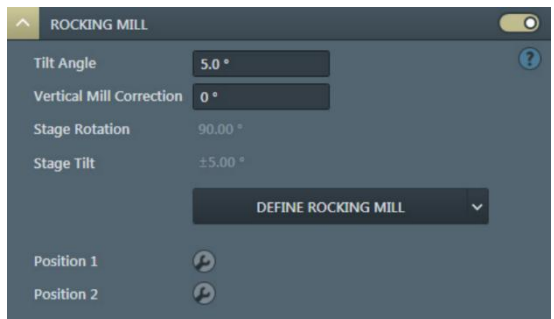 ROCKING MILL
Tilt Angle 5.0 °
?
Vertical Mill Correction 0 °
Stage Rotation 90.00 °
Stage Tilt ±5.00 °
DEFINE ROCKING MILL
Position 1
Position 2